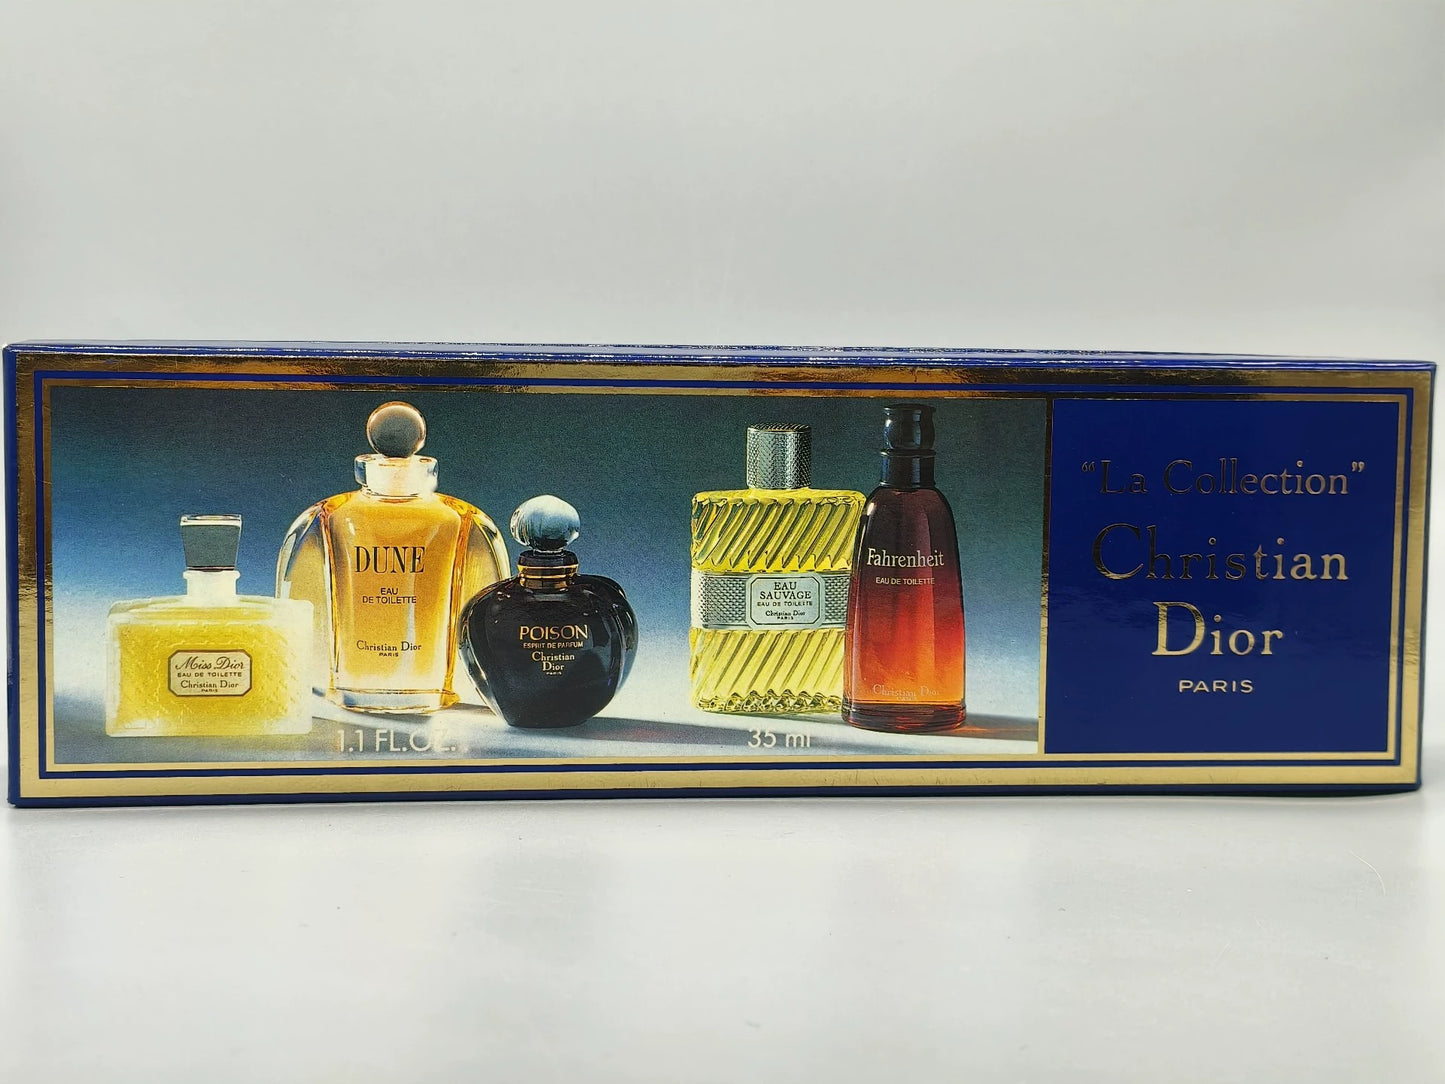 Miss Dior
EAU DE TOILETTE
Christian Dior
PARIS
DUNE
EAU
DE TOILETTE
Christian Dior
PARIS
POISON
ESPRIT DE PARFUM
Christian
Dior
PARIS
EAU
SAUVAGE
EAU DE TOILETTE
Christian Dior
PARIS
Fahrenheit
EAU DE TOILETTE
Christian Dior
PARIS
1.1 FL.OZ.
35 ml
"La Collection"
Christian
Dior
PARIS